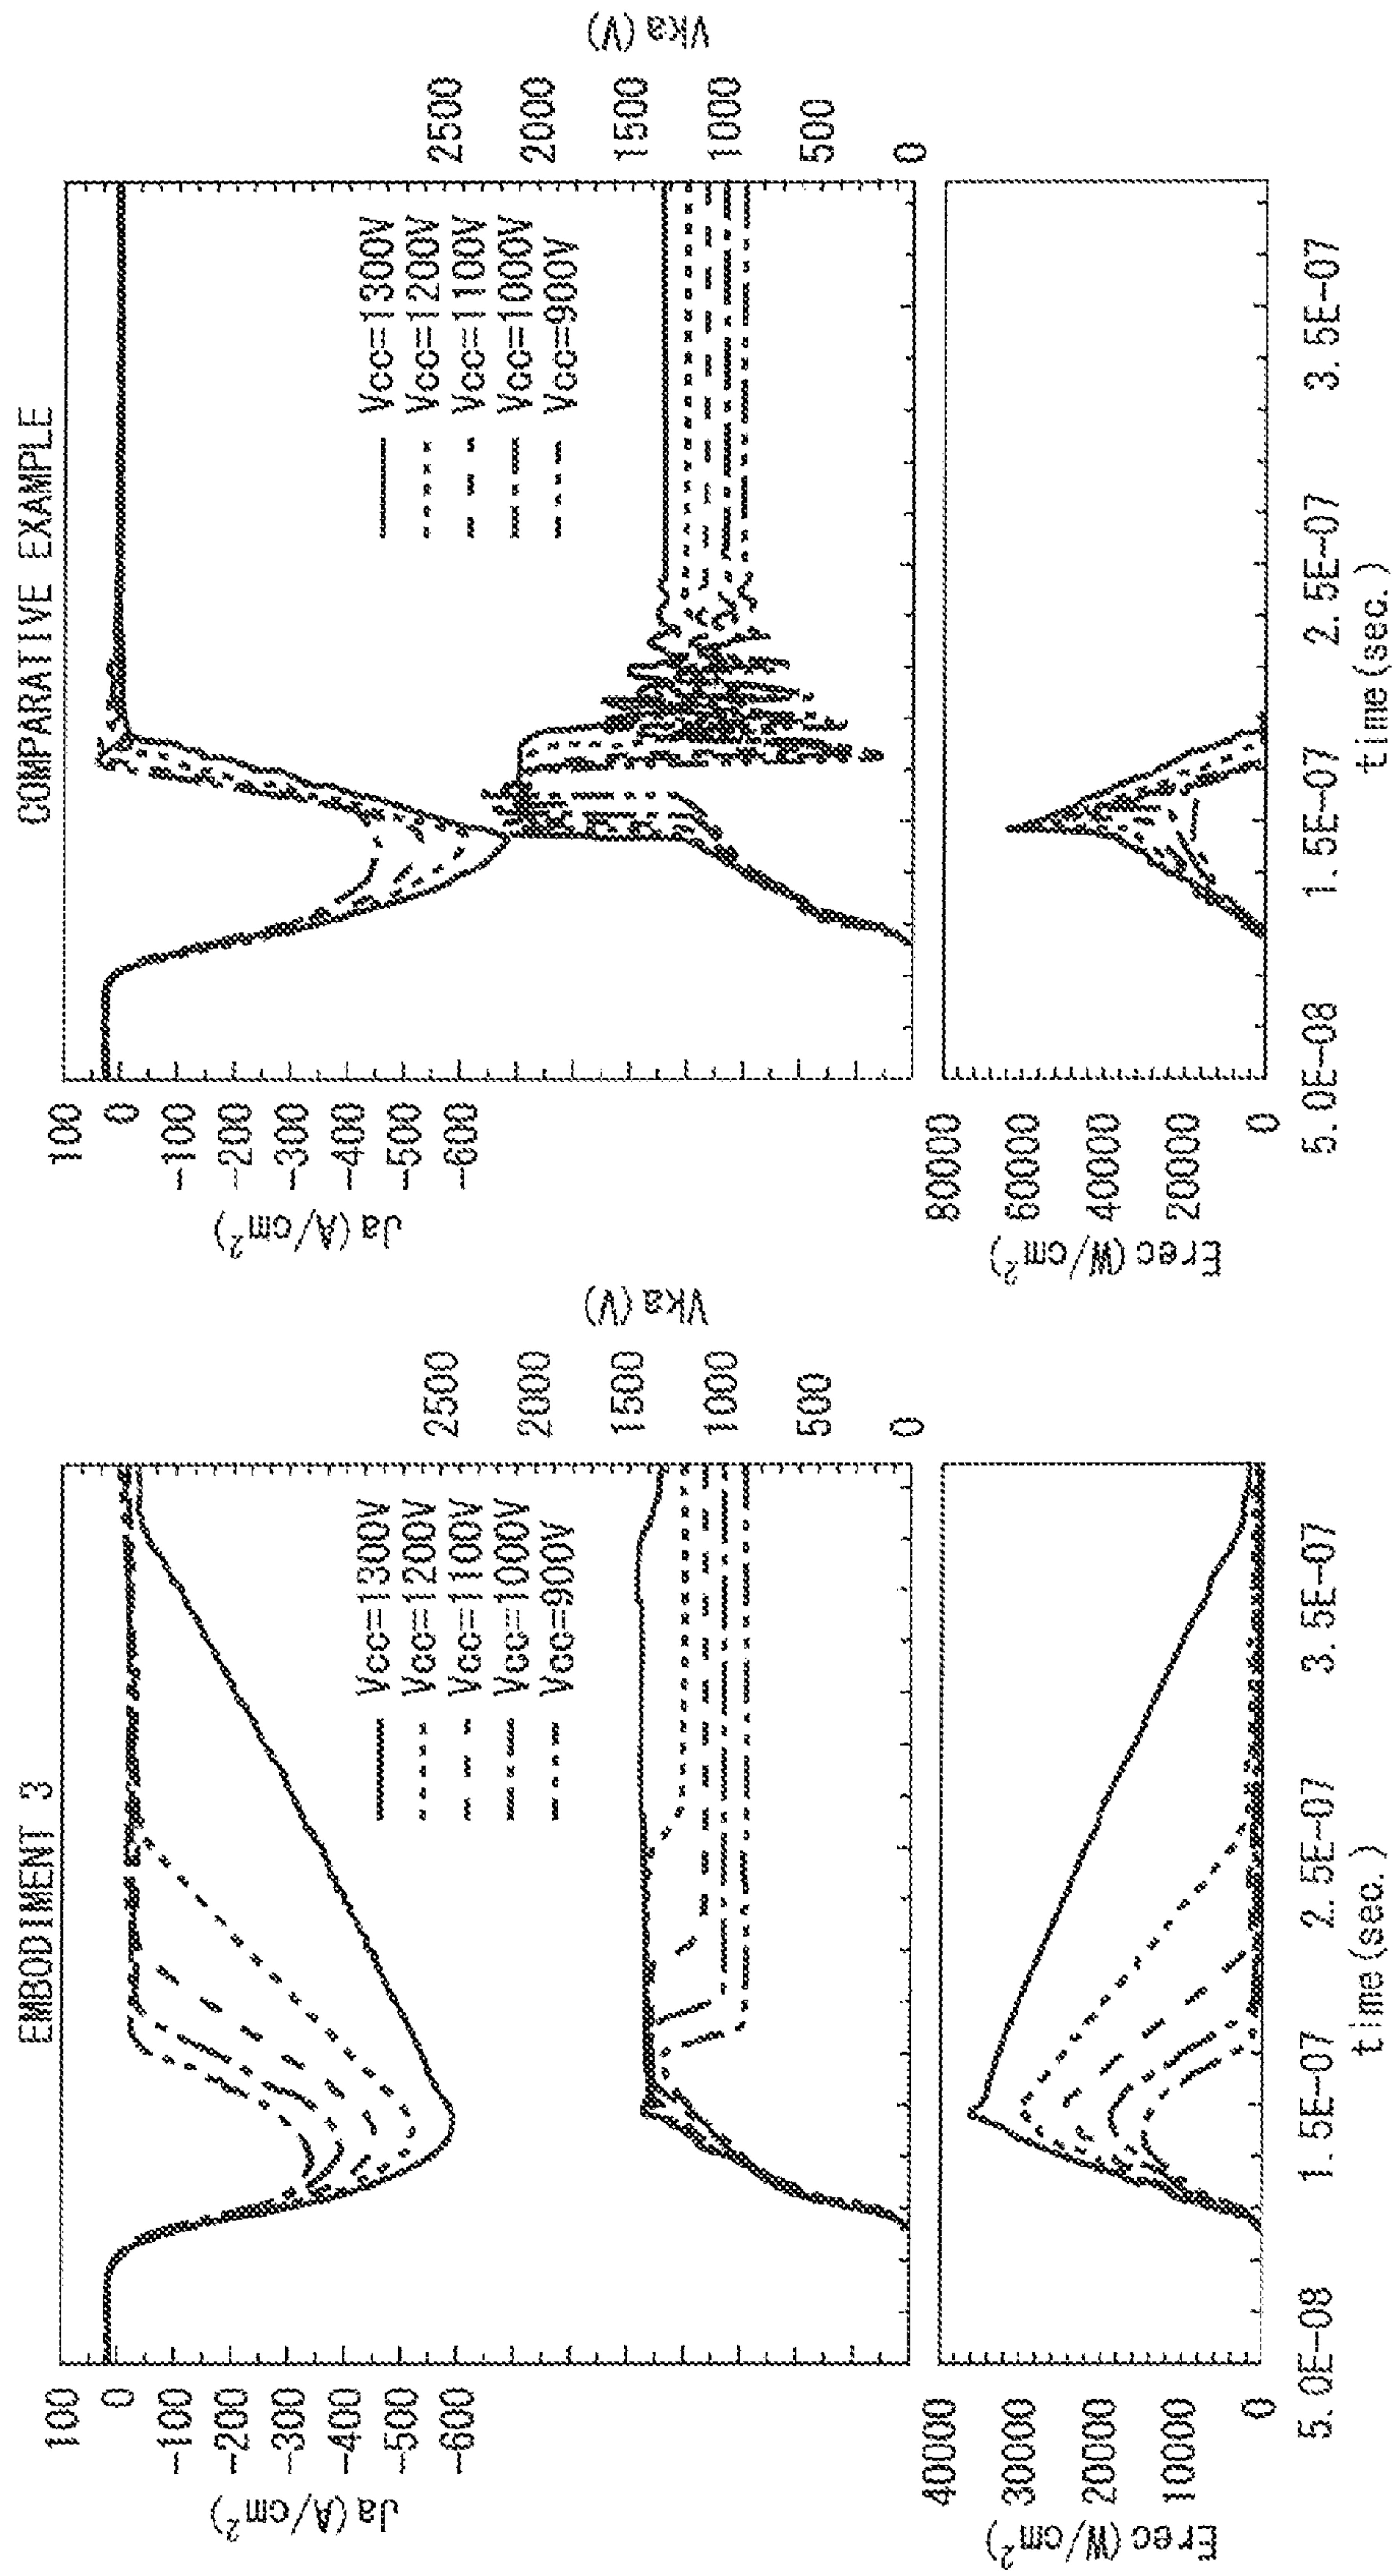 EMBODIMENT 3
100
0
-100
-200
-300
-400
-500
-600
Ja(A/cm²)
Vcc=1300V
Vcc=1200V
Vcc=1100V
Vcc=1000V
Vcc=900V
2500
2000
1500
1000
500
0
Vka(V)
40000
30000
20000
10000
0
Erec(W/cm²)
5.0E-08
1.5E-07
2.5E-07
3.5E-07
time(sec.)
COMPARATIVE EXAMPLE
100
0
-100
-200
-300
-400
-500
-600
Ja(A/cm²)
Vcc=1300V
Vcc=1200V
Vcc=1100V
Vcc=1000V
Vcc=900V
2500
2000
1500
1000
500
0
Vka(V)
80000
60000
40000
20000
0
Erec(W/cm²)
5.0E-08
1.5E-07
2.5E-07
3.5E-07
time(sec.)